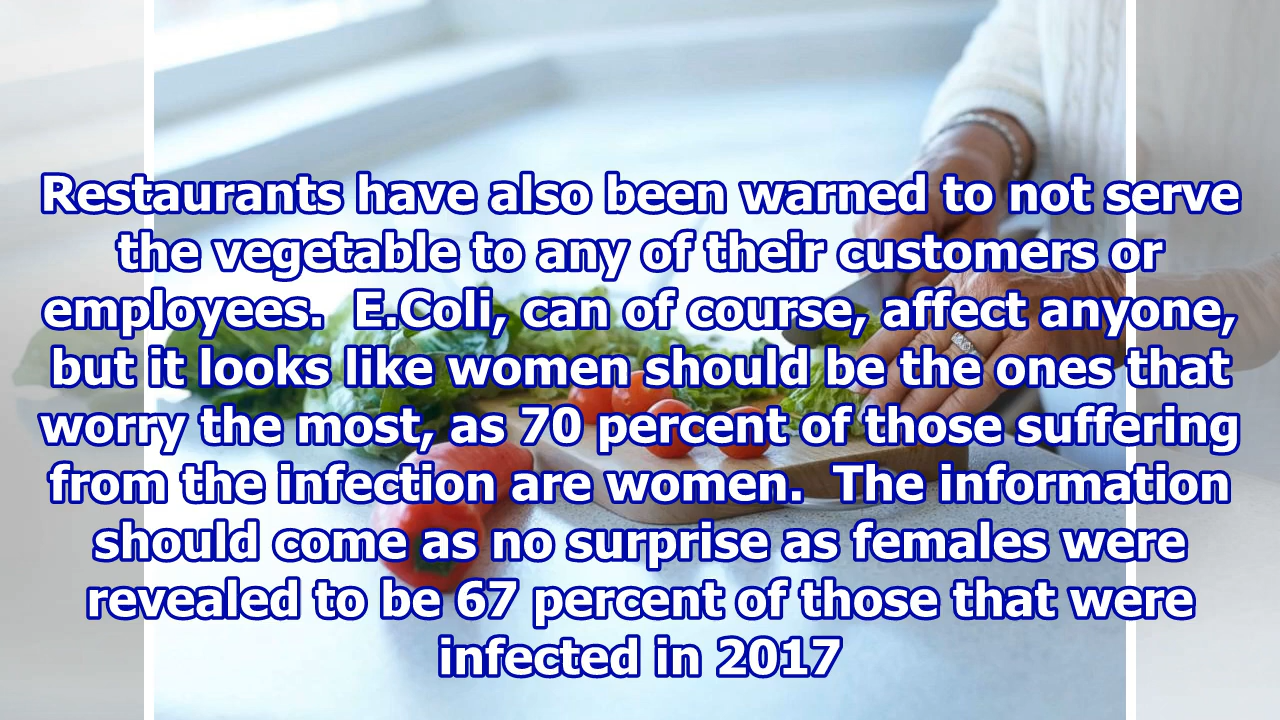 Restaurants have also been warned to not serve
the vegetable to any of their customers or
employees.  E.Coli, can of course, affect anyone,
but it looks like women should be the ones that
worry the most, as 70 percent of those suffering
from the infection are women.  The information
should come as no surprise as females were
revealed to be 67 percent of those that were
infected in 2017